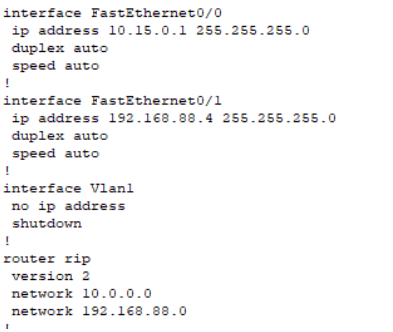 interface FastEthernet0/0
ip address 10.15.0.1 255.255.255.0
duplex auto
speed auto
!
interface FastEthernet0/1
ip address 192.168.88.4 255.255.255.0
duplex auto
speed auto
!
interface Vlan1
no ip address
shutdown
!
router rip
version 2
network 10.0.0.0
network 192.168.88.0
!